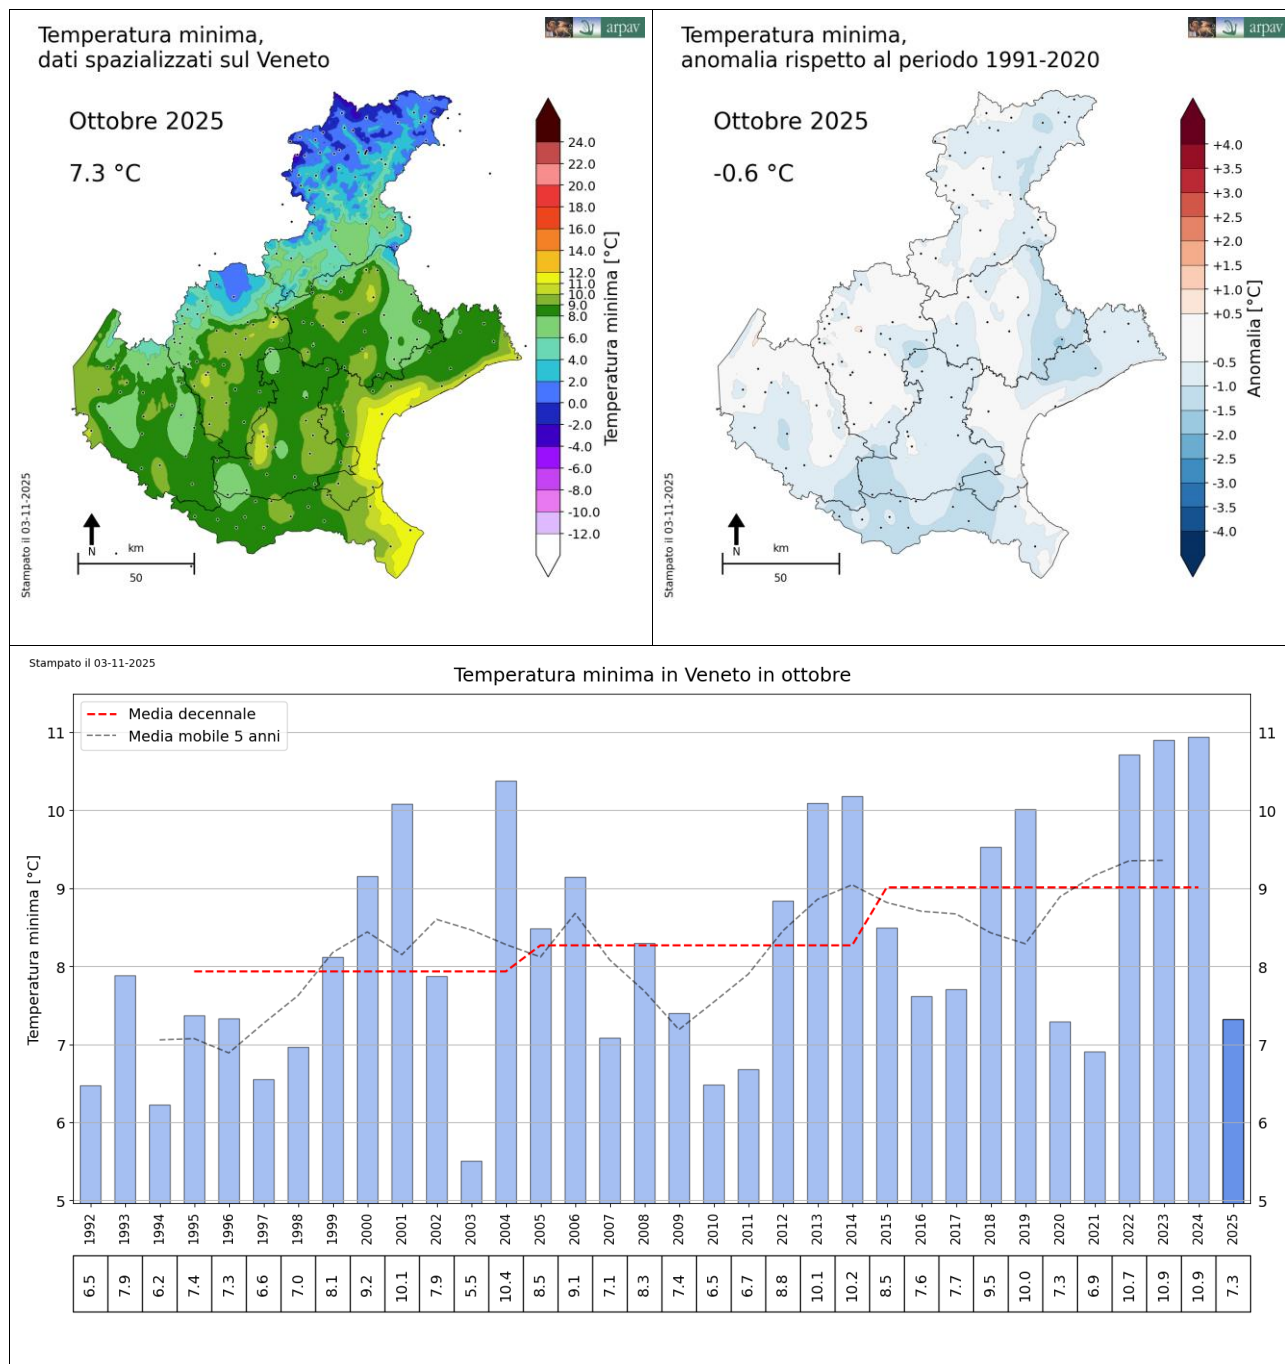 Temperatura minima,
dati spazializzati sul Veneto
arpav
Ottobre 2025
7.3 °C
24.0
22.0
20.0
18.0
16.0
14.0
12.0
11.0
10.0
9.0
8.0
6.0
4.0
2.0
0.0
-2.0
-4.0
-6.0
-8.0
-10.0
-12.0
Temperatura minima [°C]
Stampato il 03-11-2025
N
km
50
Temperatura minima,
anomalia rispetto al periodo 1991-2020
arpav
Ottobre 2025
-0.6 °C
+4.0
+3.5
+3.0
+2.5
+2.0
+1.5
+1.0
+0.5
-0.5
-1.0
-1.5
-2.0
-2.5
-3.0
-3.5
-4.0
Anomalia [°C]
Stampato il 03-11-2025
N
km
50
Stampato il 03-11-2025
Temperatura minima in Veneto in ottobre
Media decennale
Media mobile 5 anni
Temperatura minima [°C]
11 11
10 10
9 9
8 8
7 7
6 6
5 5
1992 1993 1994 1995 1996 1997 1998 1999 2000 2001 2002 2003 2004 2005 2006 2007 2008 2009 2010 2011 2012 2013 2014 2015 2016 2017 2018 2019 2020 2021 2022 2023 2024 2025
6.5 7.9 6.2 7.4 7.3 6.6 7.0 8.1 9.2 10.1 7.9 5.5 10.4 8.5 9.1 7.1 8.3 7.4 6.5 6.7 8.8 10.1 10.2 8.5 7.6 7.7 9.5 10.0 7.3 6.9 10.7 10.9 10.9 7.3